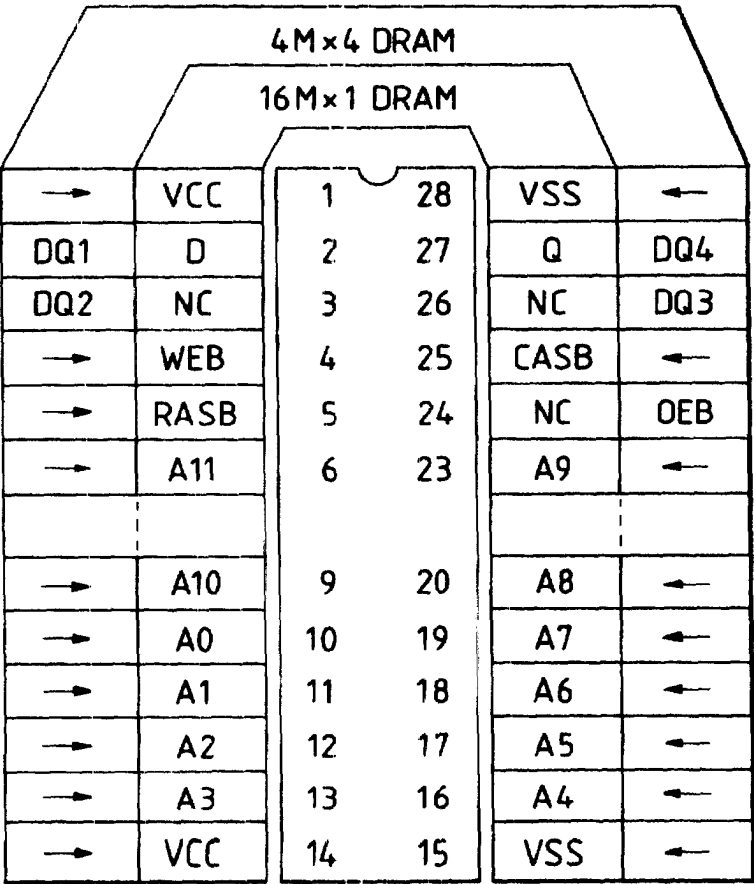 4M×4 DRAM
16M×1 DRAM
→ VCC 1 28 VSS ←
DQ1 D 2 27 Q DQ4
DQ2 NC 3 26 NC DQ3
→ WEB 4 25 CASB ←
→ RASB 5 24 NC OEB
→ A11 6 23 A9 ←
→ A10 9 20 A8 ←
→ A0 10 19 A7 ←
→ A1 11 18 A6 ←
→ A2 12 17 A5 ←
→ A3 13 16 A4 ←
→ VCC 14 15 VSS ←